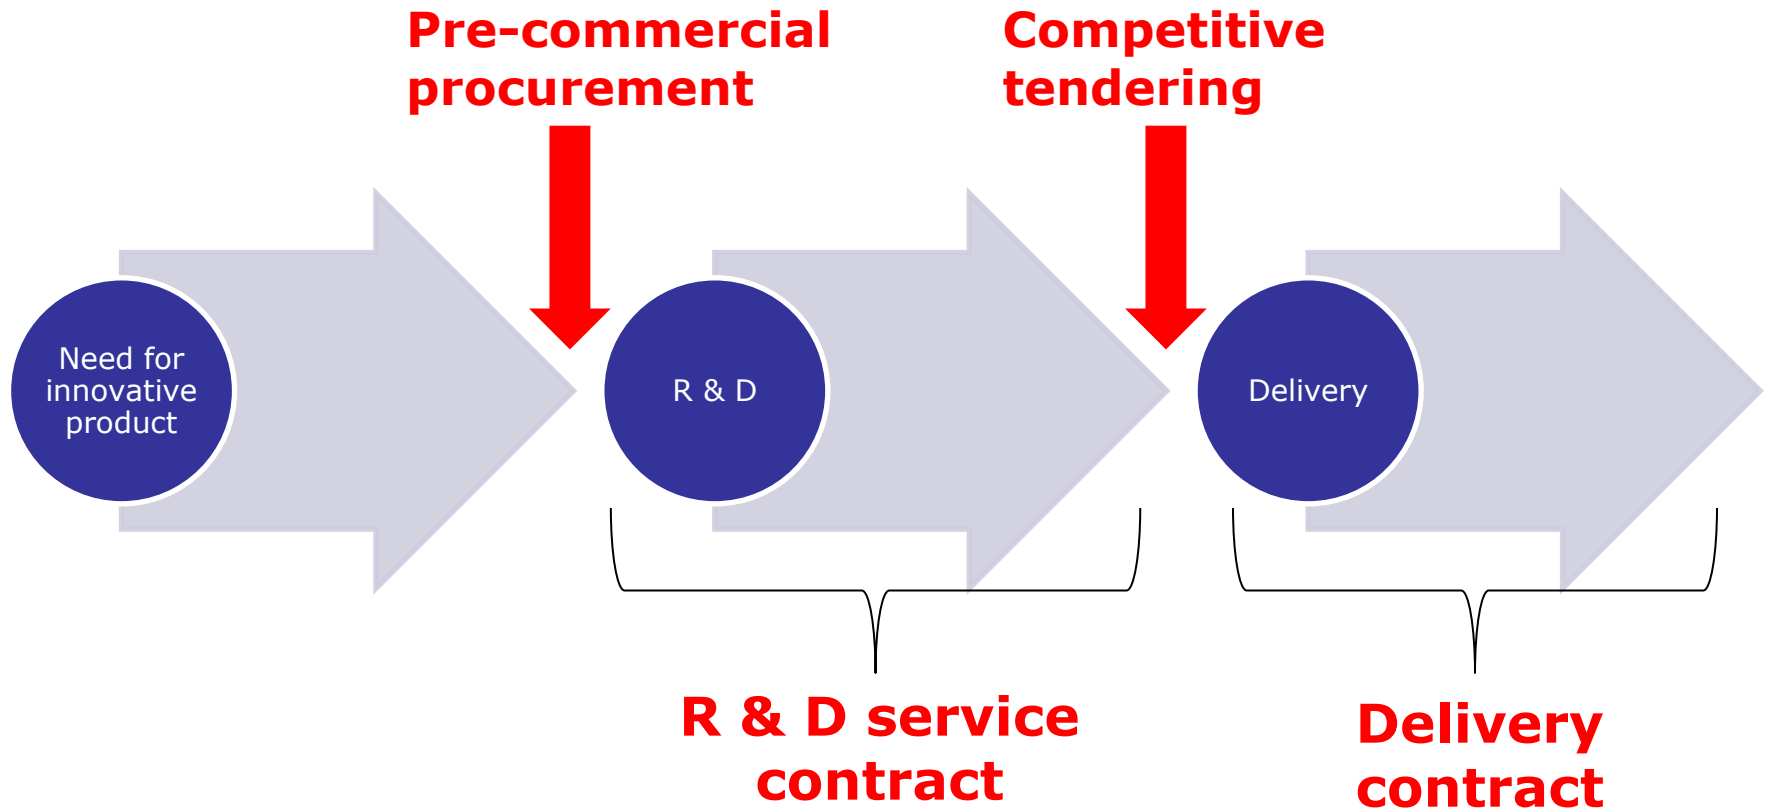 Pre-commercial
procurement
Competitive
tendering
Need for
innovative
product
R & D
Delivery
R & D service
contract
Delivery
contract